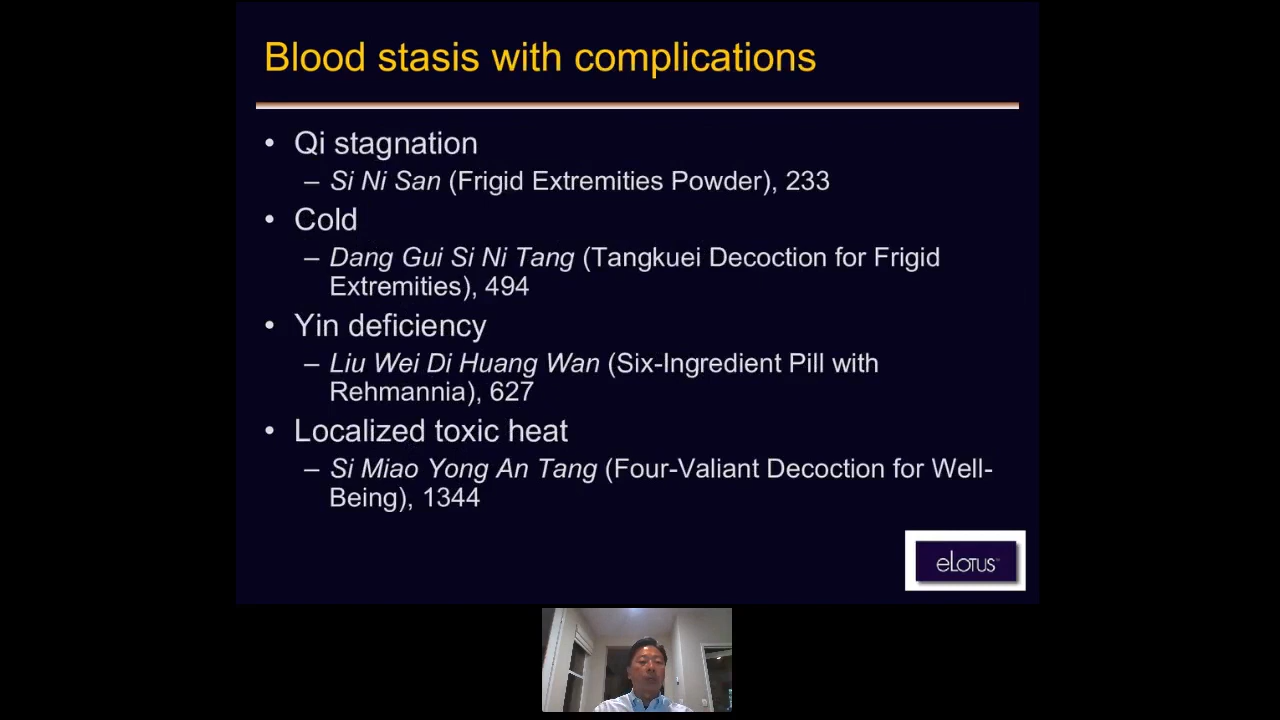 Blood stasis with complications
• Qi stagnation
– Si Ni San (Frigid Extremities Powder), 233
• Cold
– Dang Gui Si Ni Tang (Tangkuei Decoction for Frigid
Extremities), 494
• Yin deficiency
– Liu Wei Di Huang Wan (Six-Ingredient Pill with
Rehmannia), 627
• Localized toxic heat
– Si Miao Yong An Tang (Four-Valiant Decoction for Well-
Being), 1344
eLOTUS